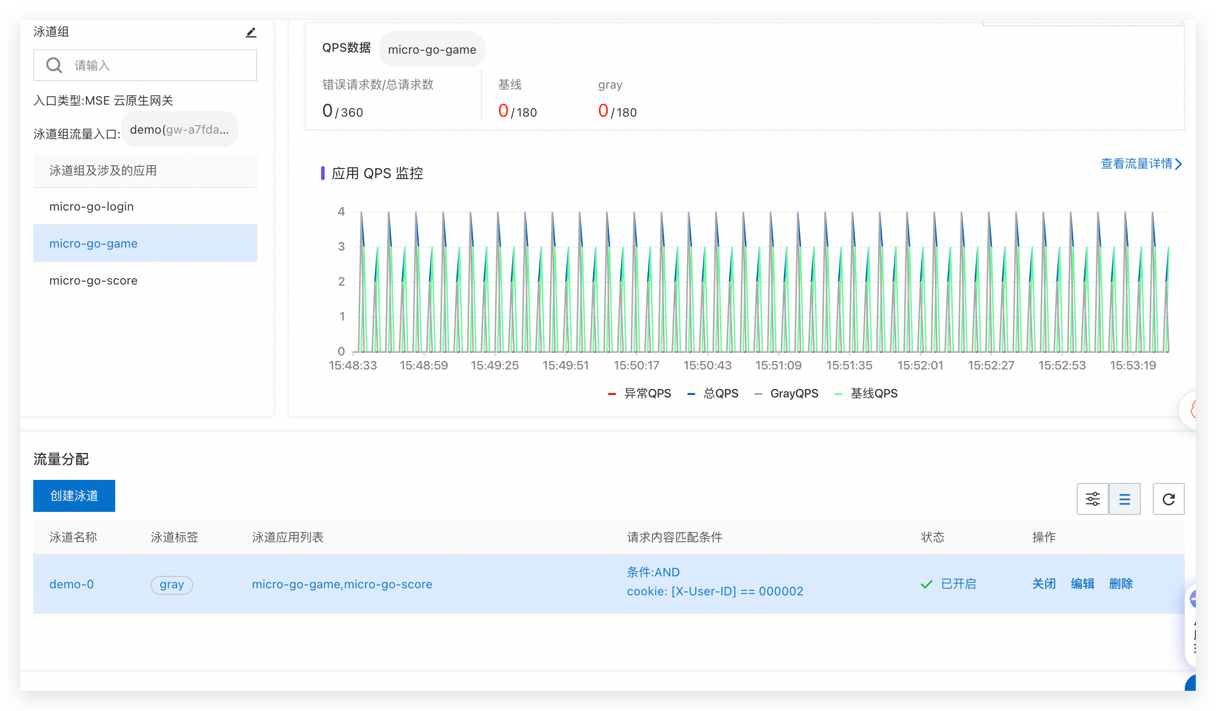 泳道组
请输入
入口类型:MSE 云原生网关
泳道组流量入口: demo(gw-a7fda...
泳道组及涉及的应用
micro-go-login
micro-go-game
micro-go-score
QPS数据 micro-go-game
错误请求数/总请求数 基线 gray
0/360 0/180 0/180
应用 QPS 监控 查看流量详情
4
3
2
1
0
15:48:33 15:48:59 15:49:25 15:49:51 15:50:17 15:50:43 15:51:09 15:51:35 15:52:01 15:52:27 15:52:53 15:53:19
异常QPS 总QPS GrayQPS 基线QPS
流量分配
创建泳道
泳道名称 泳道标签 泳道应用列表 请求内容匹配条件 状态 操作
demo-0 gray micro-go-game,micro-go-score 条件:AND 已开启 关闭 编辑 删除
cookie: [X-User-ID] == 000002